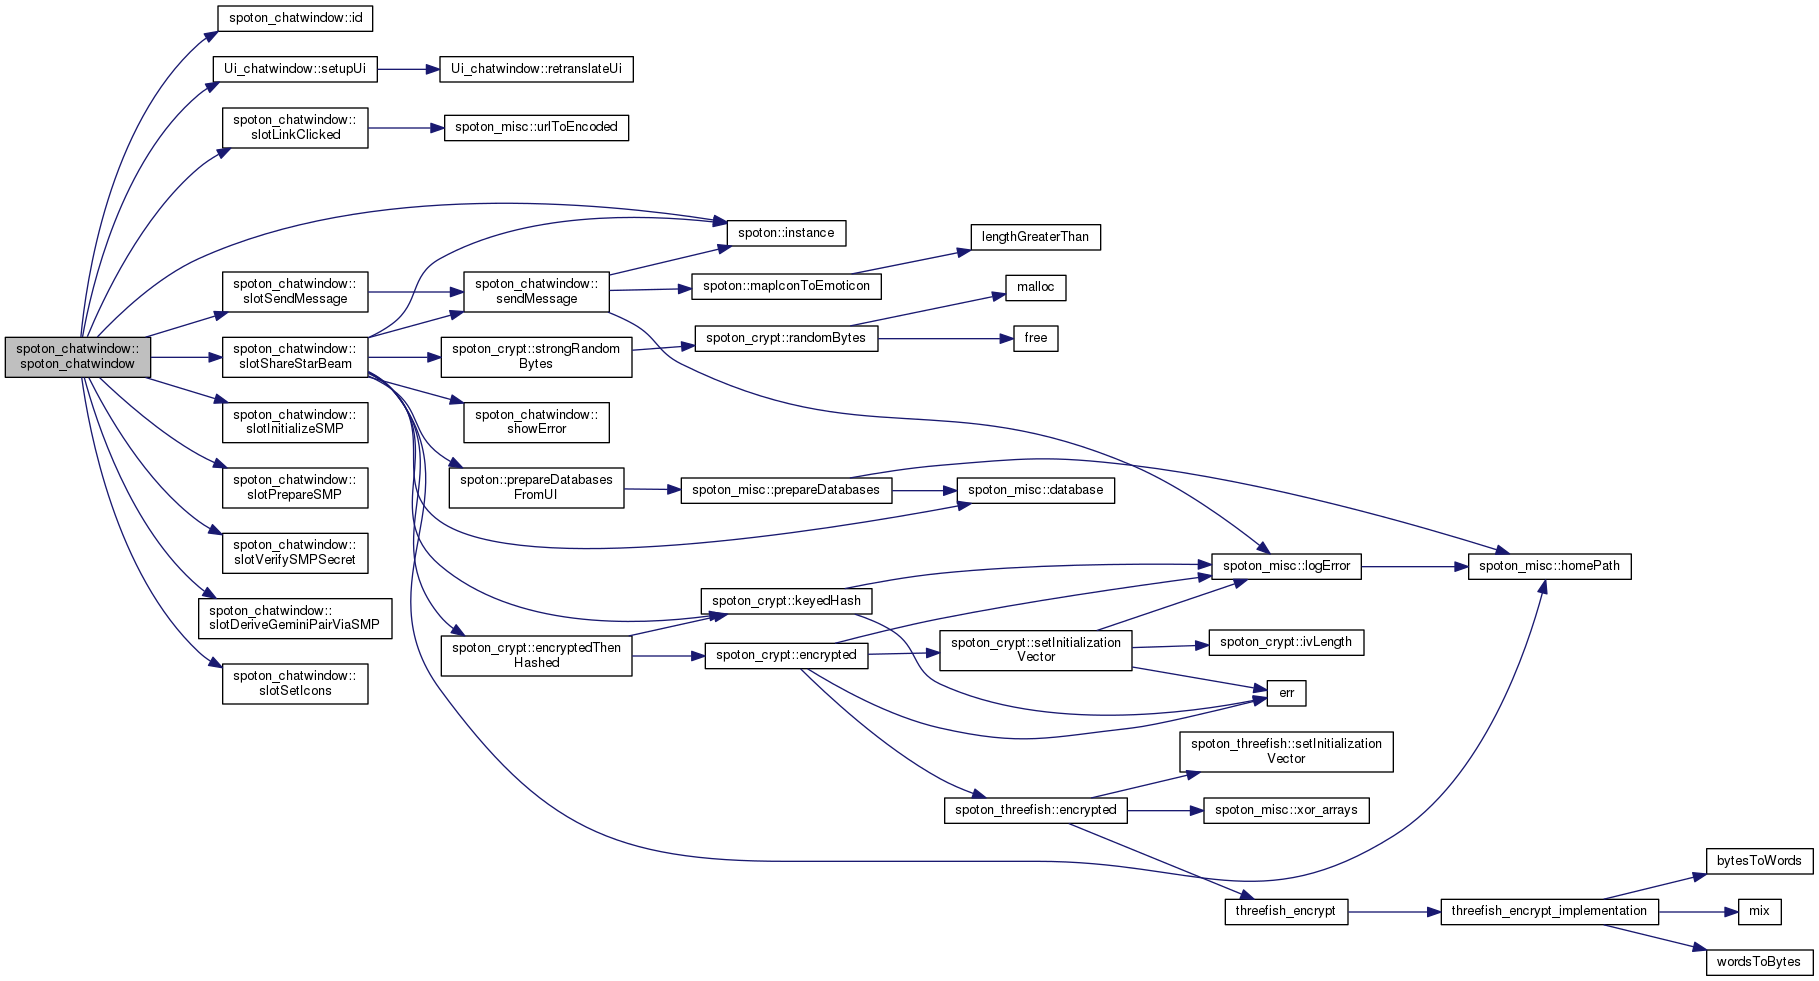 spoton_chatwindow::id
Ui_chatwindow::setupUi
Ui_chatwindow::retranslateUi
spoton_chatwindow::
slotLinkClicked
spoton_misc::urlToEncoded
spoton::instance
lengthGreaterThan
spoton_chatwindow::
slotSendMessage
spoton_chatwindow::
sendMessage
spoton::mapIconToEmoticon
malloc
spoton_chatwindow::
spoton_chatwindow
spoton_chatwindow::
slotShareStarBeam
spoton_crypt::strongRandom
Bytes
spoton_crypt::randomBytes
free
spoton_chatwindow::
slotInitializeSMP
spoton_chatwindow::
showError
spoton_chatwindow::
slotPrepareSMP
spoton::prepareDatabases
FromUI
spoton_misc::prepareDatabases
spoton_misc::database
spoton_chatwindow::
slotVerifySMPSecret
spoton_misc::logError
spoton_misc::homePath
spoton_chatwindow::
slotDeriveGeminiPairViaSMP
spoton_crypt::keyedHash
spoton_crypt::encryptedThen
Hashed
spoton_crypt::encrypted
spoton_crypt::setInitialization
Vector
spoton_crypt::ivLength
spoton_chatwindow::
slotSetIcons
err
spoton_threefish::setInitialization
Vector
spoton_threefish::encrypted
spoton_misc::xor_arrays
bytesToWords
threefish_encrypt
threefish_encrypt_implementation
mix
wordsToBytes